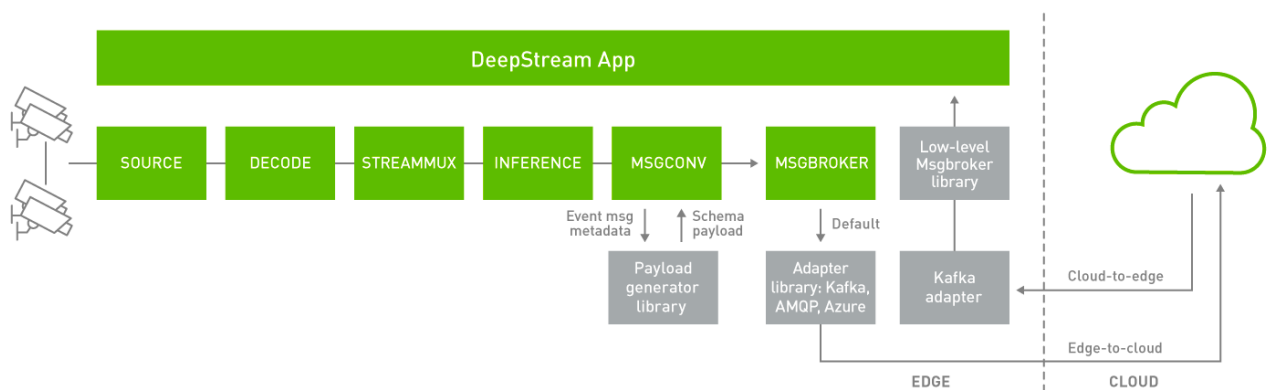 DeepStream App
SOURCE
DECODE
STREAMMUX
INFERENCE
MSGCONV
MSGBROKER
Low-level
Msgbroker
library
Event msg
metadata
Schema
payload
Default
Payload
generator
library
Adapter
library: Kafka,
AMQP, Azure
Kafka
adapter
Cloud-to-edge
Edge-to-cloud
EDGE
CLOUD